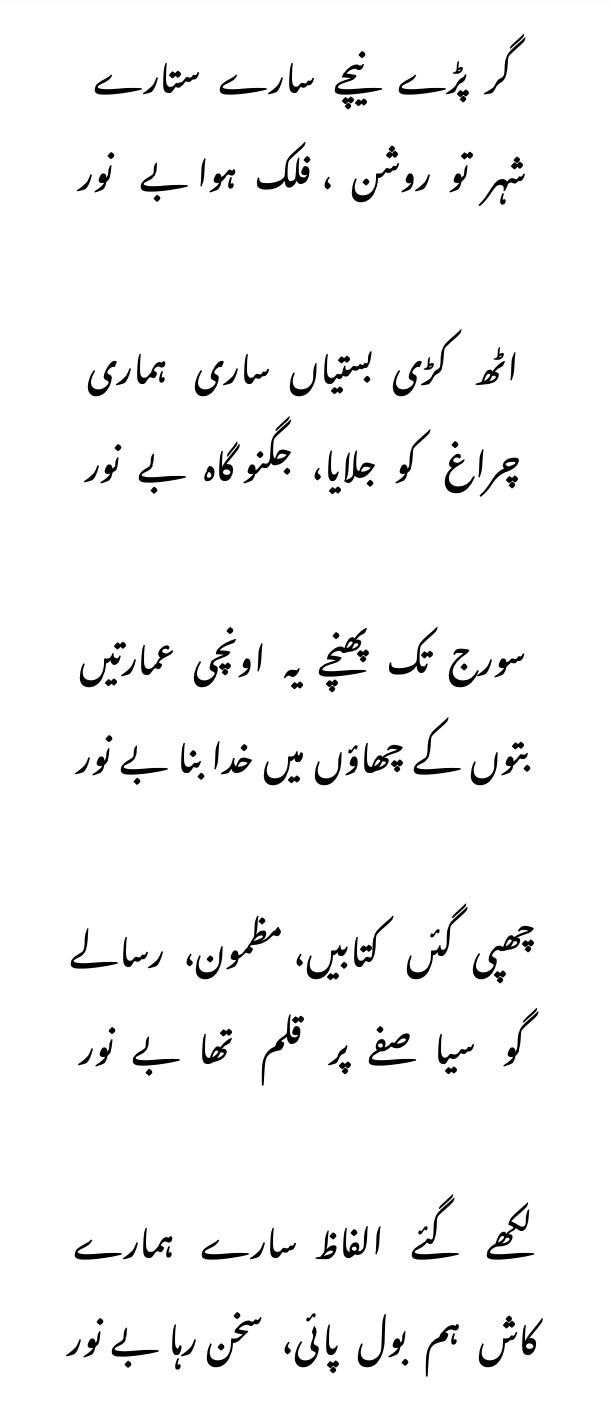 گر پڑے نیچے سارے ستارے
شہر تو روشن ، فلک ہوا بے نور
اٹھ کڑی بستیاں ساری ہماری
چراغ کو جلایا، جگنو گاہ بے نور
سورج تک پھنچے یہ اونچی عمارتیں
بتوں کے چھاؤں میں خدا بنا بے نور
چھپی گئں کتابیں، مظمون، رسالے
گو سیا صفے پر قلم تھا بے نور
لکھے گئے الفاظ سارے ہمارے
کاش ہم بول پائی، سخن رہا بے نور